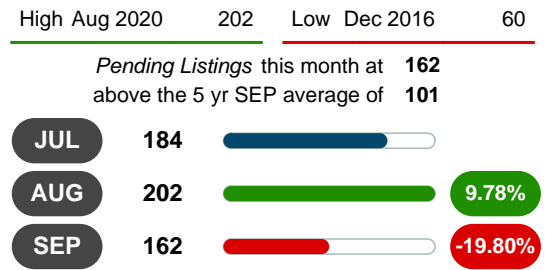 High Aug 2020 202 Low Dec 2016 60
Pending Listings this month at 162
above the 5 yr SEP average of 101
JUL 184
AUG 202 9.78%
SEP 162 -19.80%